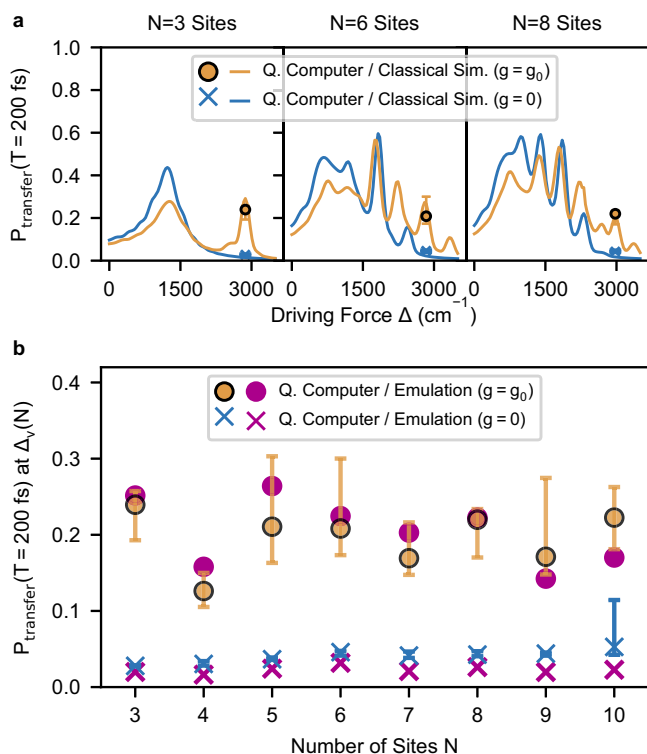 a
N=3 Sites N=6 Sites N=8 Sites
Q. Computer / Classical Sim. (g = g₀)
Q. Computer / Classical Sim. (g = 0)
P_transfer(T = 200 fs)
1.0
0.8
0.6
0.4
0.2
0.0
0 1500 3000 0 1500 3000 0 1500 3000
Driving Force Δ (cm⁻¹)
b
Q. Computer / Emulation (g = g₀)
Q. Computer / Emulation (g = 0)
P_transfer(T = 200 fs) at Δ_v(N)
0.4
0.3
0.2
0.1
0.0
3 4 5 6 7 8 9 10
Number of Sites N